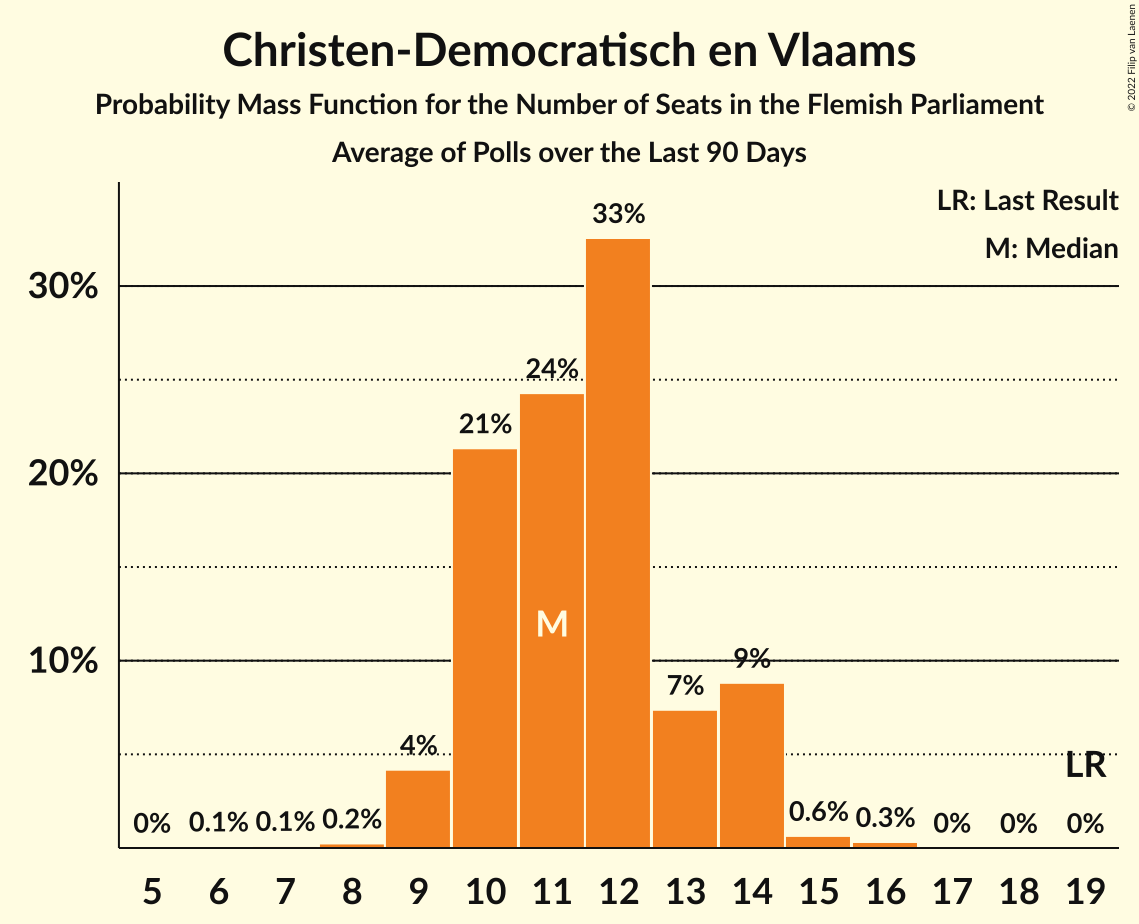 © 2022 Filip van Laenen
Christen-Democratisch en Vlaams
Probability Mass Function for the Number of Seats in the Flemish Parliament
Average of Polls over the Last 90 Days
LR: Last Result
M: Median
30%
20%
10%
0% 0.1% 0.1% 0.2% 4% 21% 24% 33% 7% 9% 0.6% 0.3% 0% 0% 0%
M
LR
5 6 7 8 9 10 11 12 13 14 15 16 17 18 19